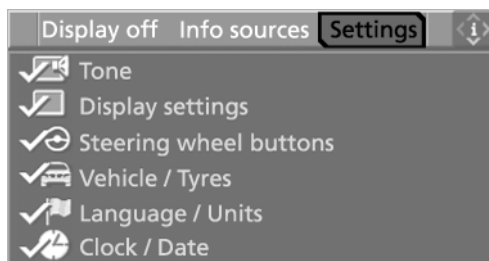 Display off Info sources Settings i
Tone
Display settings
Steering wheel buttons
Vehicle / Tyres
Language / Units
Clock / Date